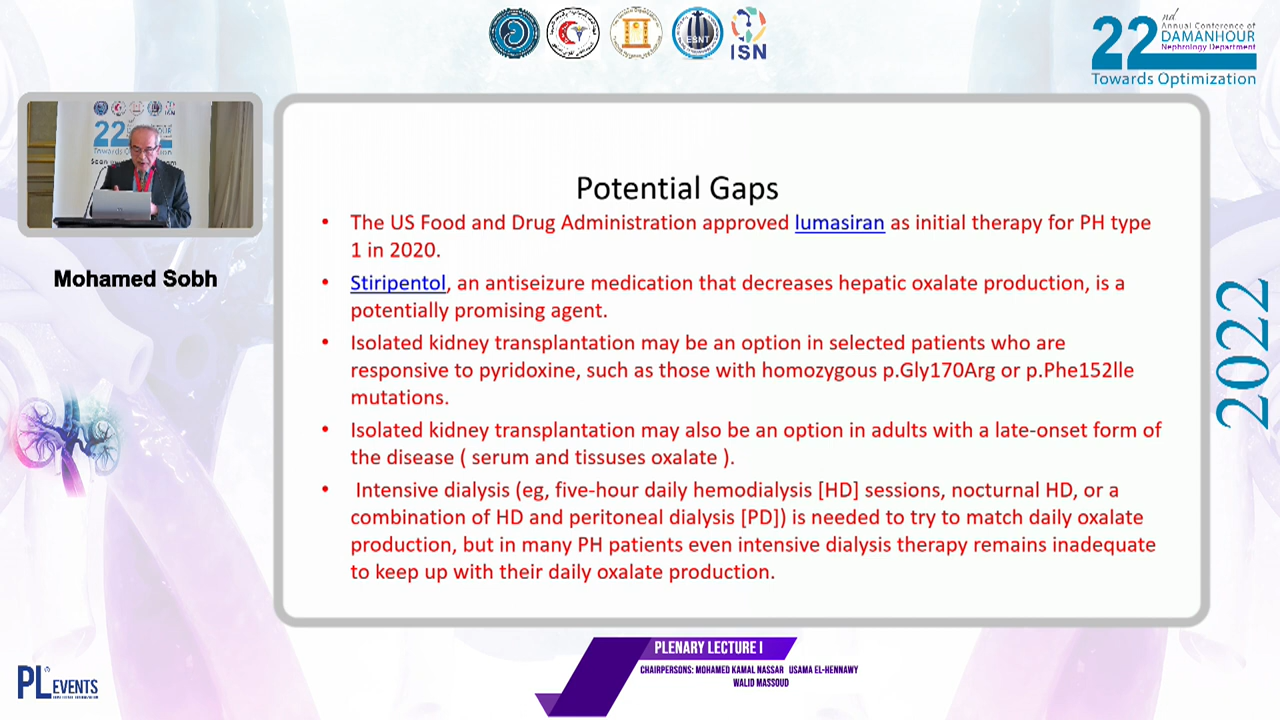 ESNT
ISN
22nd
Annual Conference of
DAMANHOUR
Nephrology Department
Towards Optimization
22
Towards Optimization
Mohamed Sobh
2022
Potential Gaps
• The US Food and Drug Administration approved lumasiran as initial therapy for PH type
1 in 2020.
• Stiripentol, an antiseizure medication that decreases hepatic oxalate production, is a
potentially promising agent.
• Isolated kidney transplantation may be an option in selected patients who are
responsive to pyridoxine, such as those with homozygous p.Gly170Arg or p.Phe152lle
mutations.
• Isolated kidney transplantation may also be an option in adults with a late-onset form of
the disease ( serum and tissuses oxalate ).
• Intensive dialysis (eg, five-hour daily hemodialysis [HD] sessions, nocturnal HD, or a
combination of HD and peritoneal dialysis [PD]) is needed to try to match daily oxalate
production, but in many PH patients even intensive dialysis therapy remains inadequate
to keep up with their daily oxalate production.
PLENARY LECTURE I
CHAIRPERSONS: MOHAMED KAMAL NASSAR USAMA EL-HENNAWY
WALID MASSOUD
PL EVENTS